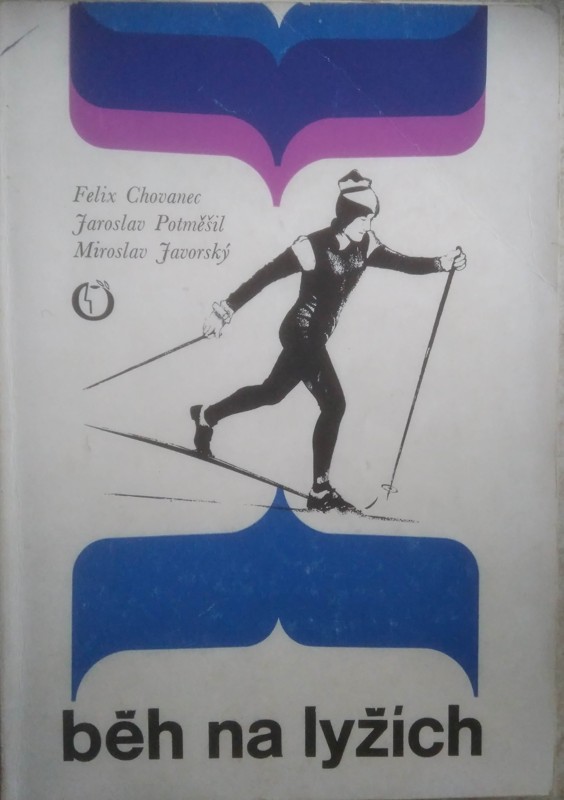 Felix Chovanec
Jaroslav Potměšil
Miroslav Javorský
běh na lyžích